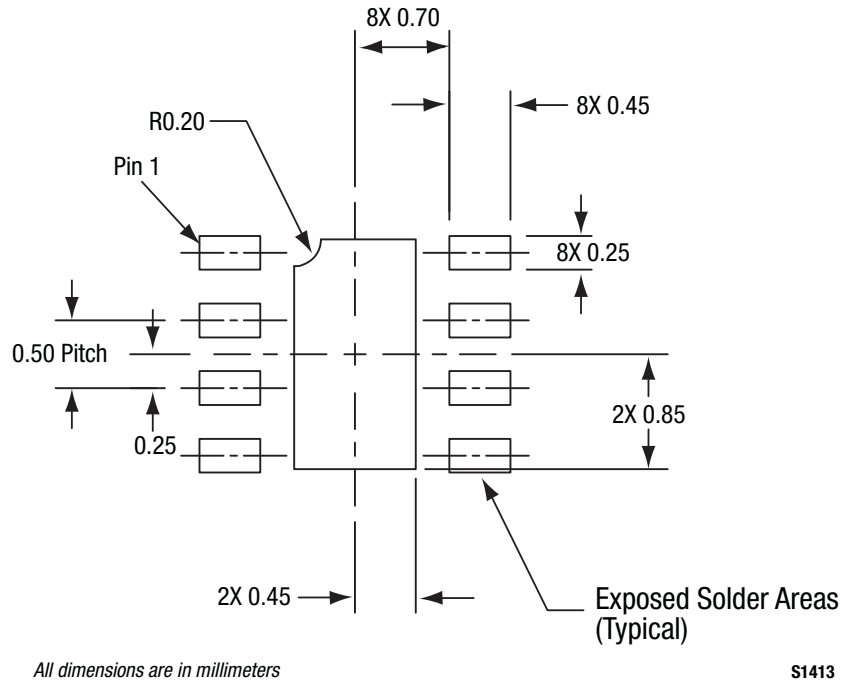 8X 0.70
8X 0.45
R0.20
Pin 1
8X 0.25
0.50 Pitch
2X 0.85
0.25
2X 0.45
Exposed Solder Areas
(Typical)
All dimensions are in millimeters
S1413